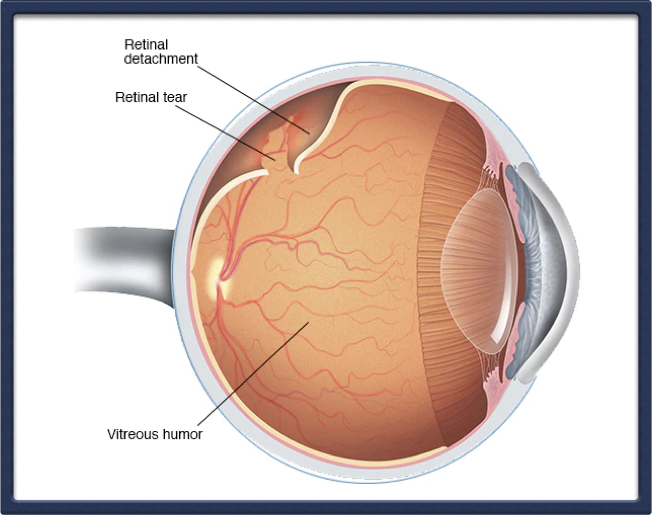 Retinal
detachment
Retinal tear
Vitreous humor